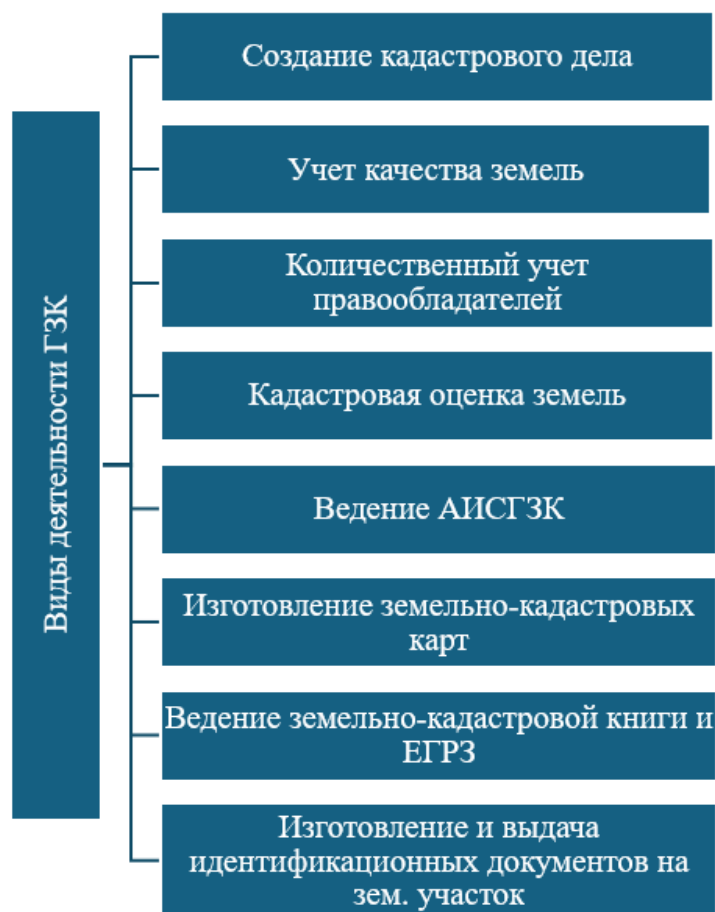 Виды деятельности ГЗК
Создание кадастрового дела
Учет качества земель
Количественный учет
правообладателей
Кадастровая оценка земель
Ведение АИСГЗК
Изготовление земельно-кадастровых
карт
Ведение земельно-кадастровой книги и
ЕГРЗ
Изготовление и выдача
идентификационных документов на
зем. участок